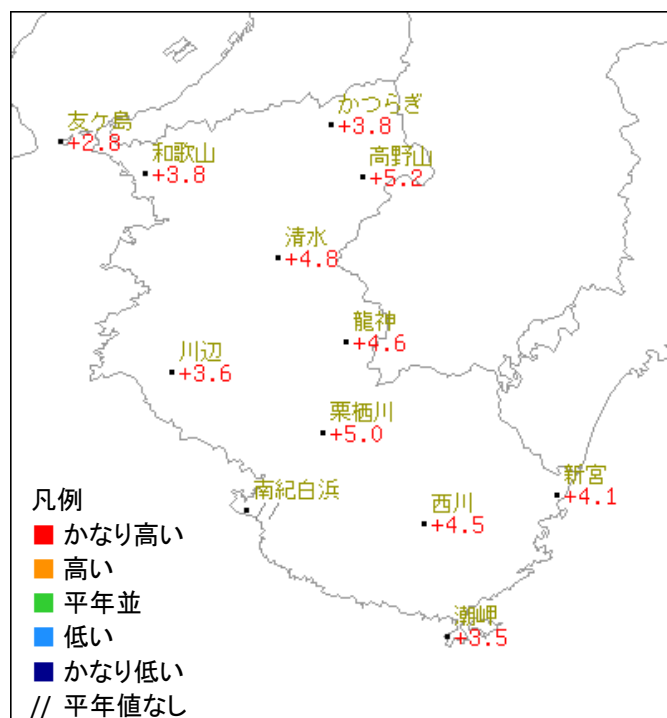 かつらぎ
+3.8
友ケ島
+2.8
和歌山
+3.8
高野山
+5.2
清水
+4.8
龍神
+4.6
川辺
+3.6
栗栖川
+5.0
南紀白浜
//
西川
+4.5
新宮
+4.1
潮岬
+3.5
凡例
かなり高い
高い
平年並
低い
かなり低い
// 平年値なし